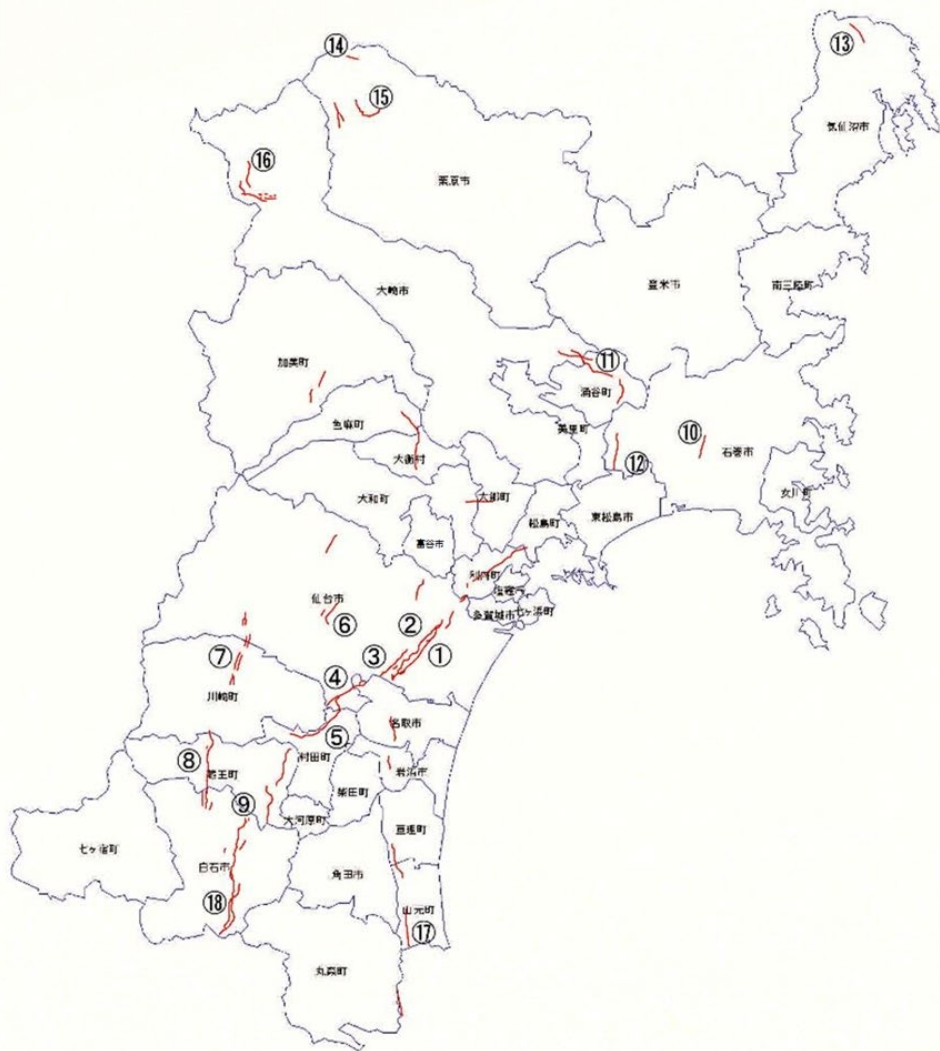 ⑭
⑬
⑮
気仙沼市
⑯
栗原市
大崎市
登米市
南三陸町
加美町
⑪
涌谷町
色麻町
美里町
⑩
石巻市
大衡村
⑫
女川町
大和町
大郷町
松島町
東松島市
富谷市
利府町
塩竈市
仙台市
多賀城市
七ヶ浜町
⑥
②
①
⑦
③
④
川崎町
名取市
⑤
⑧
蔵王町
村田町
岩沼市
柴田町
⑨
大河原町
亘理町
七ヶ宿町
白石市
角田市
⑱
山元町
⑰
丸森町